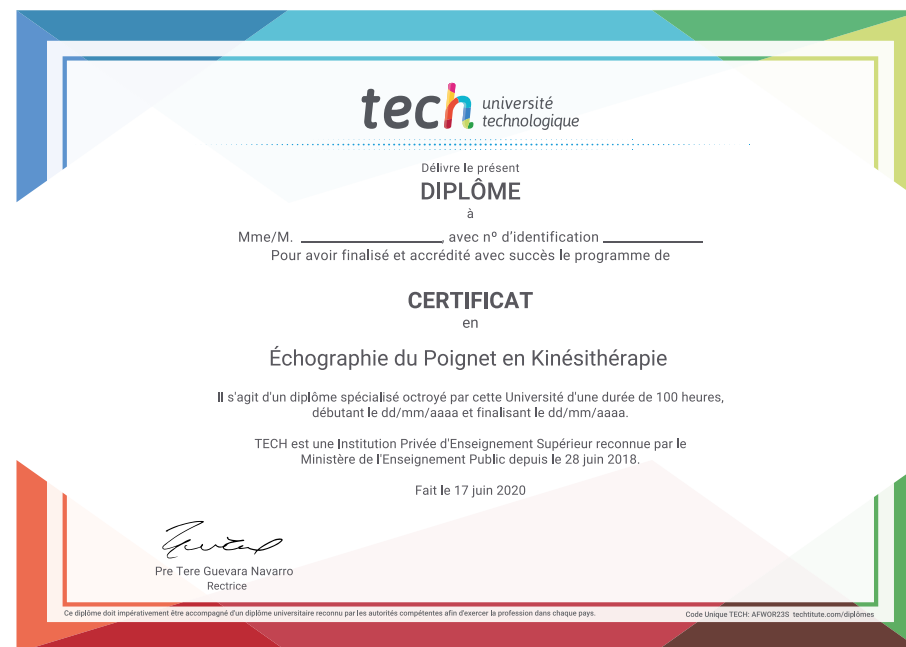 tech université
technologique
Délivre le présent
DIPLÔME
à
Mme/M. ____________________, avec nº d'identification ______________
Pour avoir finalisé et accrédité avec succès le programme de
CERTIFICAT
en
Échographie du Poignet en Kinésithérapie
Il s'agit d'un diplôme spécialisé octroyé par cette Université d'une durée de 100 heures,
débutant le dd/mm/aaaa et finalisant le dd/mm/aaaa.
TECH est une Institution Privée d'Enseignement Supérieur reconnue par le
Ministère de l'Enseignement Public depuis le 28 juin 2018.
Fait le 17 juin 2020
Pre Tere Guevara Navarro
Rectrice
Ce diplôme doit impérativement être accompagné d'un diplôme universitaire reconnu par les autorités compétentes afin d'exercer la profession dans chaque pays.
Code Unique TECH: AFWOR23S techtitute.com/diplômes